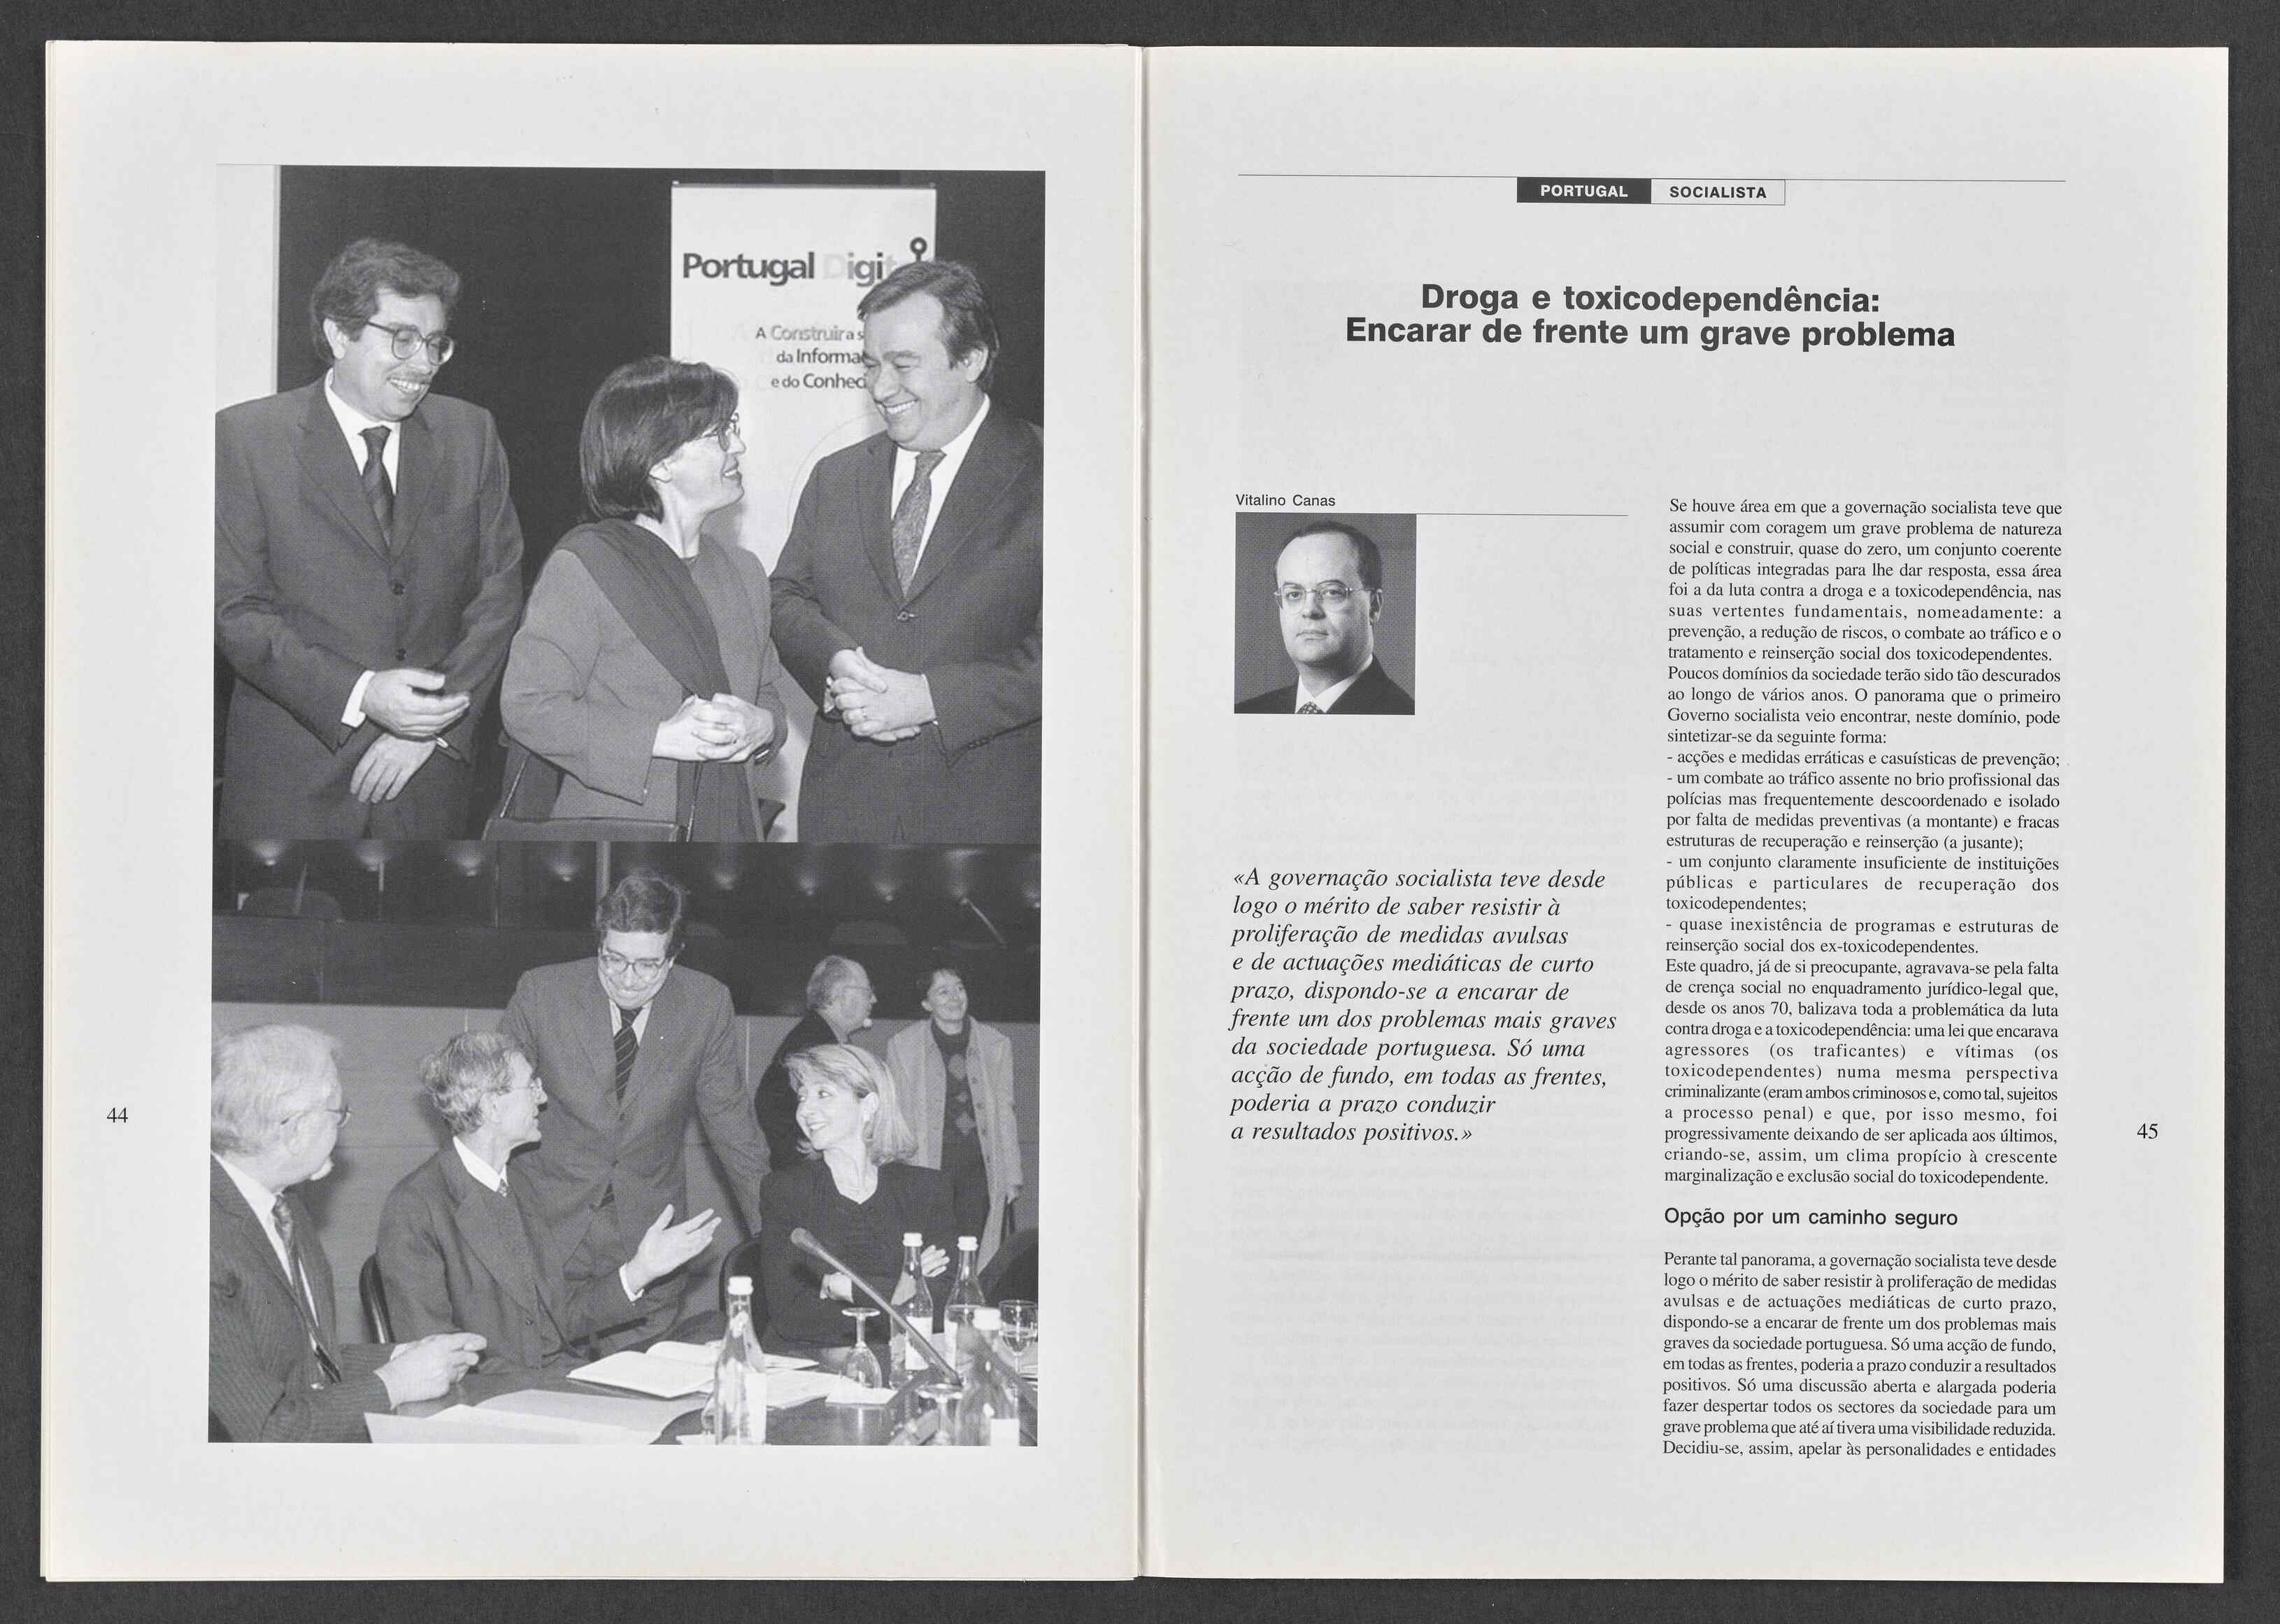 Portugal Digi
A Construir a s
da Informa
e do Conhec
44
PORTUGAL SOCIALISTA
Droga e toxicodependência:
Encarar de frente um grave problema
Vitalino Canas
«A governação socialista teve desde
logo o mérito de saber resistir à
proliferação de medidas avulsas
e de actuações mediáticas de curto
prazo, dispondo-se a encarar de
frente um dos problemas mais graves
da sociedade portuguesa. Só uma
acção de fundo, em todas as frentes,
poderia a prazo conduzir
a resultados positivos.»
Se houve área em que a governação socialista teve que
assumir com coragem um grave problema de natureza
social e construir, quase do zero, um conjunto coerente
de políticas integradas para lhe dar resposta, essa área
foi a da luta contra a droga e a toxicodependência, nas
suas vertentes fundamentais, nomeadamente: a
prevenção, a redução de riscos, o combate ao tráfico e o
tratamento e reinserção social dos toxicodependentes.
Poucos domínios da sociedade terão sido tão descurados
ao longo de vários anos. O panorama que o primeiro
Governo socialista veio encontrar, neste domínio, pode
sintetizar-se da seguinte forma:
- acções e medidas erráticas e casuísticas de prevenção;
- um combate ao tráfico assente no brio profissional das
polícias mas frequentemente descoordenado e isolado
por falta de medidas preventivas (a montante) e fracas
estruturas de recuperação e reinserção (a jusante);
- um conjunto claramente insuficiente de instituições
públicas e particulares de recuperação dos
toxicodependentes;
- quase inexistência de programas e estruturas de
reinserção social dos ex-toxicodependentes.
Este quadro, já de si preocupante, agravava-se pela falta
de crença social no enquadramento jurídico-legal que,
desde os anos 70, balizava toda a problemática da luta
contra droga e a toxicodependência: uma lei que encarava
agressores (os traficantes) e vítimas (os
toxicodependentes) numa mesma perspectiva
criminalizante (eram ambos criminosos e, como tal, sujeitos
a processo penal) e que, por isso mesmo, foi
progressivamente deixando de ser aplicada aos últimos,
criando-se, assim, um clima propício à crescente
marginalização e exclusão social do toxicodependente.
Opção por um caminho seguro
Perante tal panorama, a governação socialista teve desde
logo o mérito de saber resistir à proliferação de medidas
avulsas e de actuações mediáticas de curto prazo,
dispondo-se a encarar de frente um dos problemas mais
graves da sociedade portuguesa. Só uma acção de fundo,
em todas as frentes, poderia a prazo conduzir a resultados
positivos. Só uma discussão aberta e alargada poderia
fazer despertar todos os sectores da sociedade para um
grave problema que até aí tivera uma visibilidade reduzida.
Decidiu-se, assim, apelar às personalidades e entidades
45